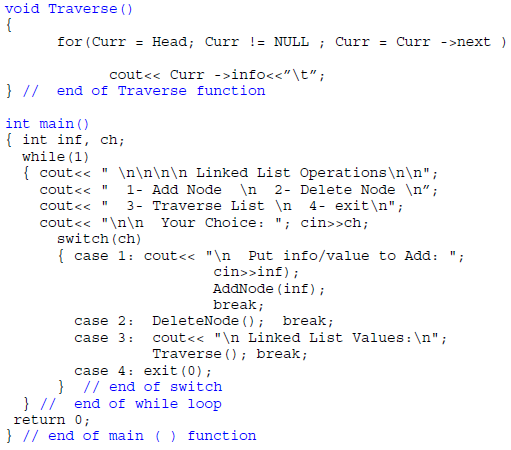 void Traverse()
{
for(Curr = Head; Curr != NULL ; Curr = Curr ->next )
cout<< Curr ->info<<”\t”;
} // end of Traverse function
int main()
{ int inf, ch;
while(1)
{ cout<< " \n\n\n\n Linked List Operations\n\n";
cout<< " 1- Add Node \n 2- Delete Node \n”;
cout<< " 3- Traverse List \n 4- exit\n";
cout<< "\n\n Your Choice: "; cin>>ch;
switch(ch)
{ case 1: cout<< "\n Put info/value to Add: ";
cin>>inf);
AddNode(inf);
break;
case 2: DeleteNode(); break;
case 3: cout<< "\n Linked List Values:\n";
Traverse(); break;
case 4: exit(0);
} // end of switch
} // end of while loop
return 0;
} // end of main ( ) function